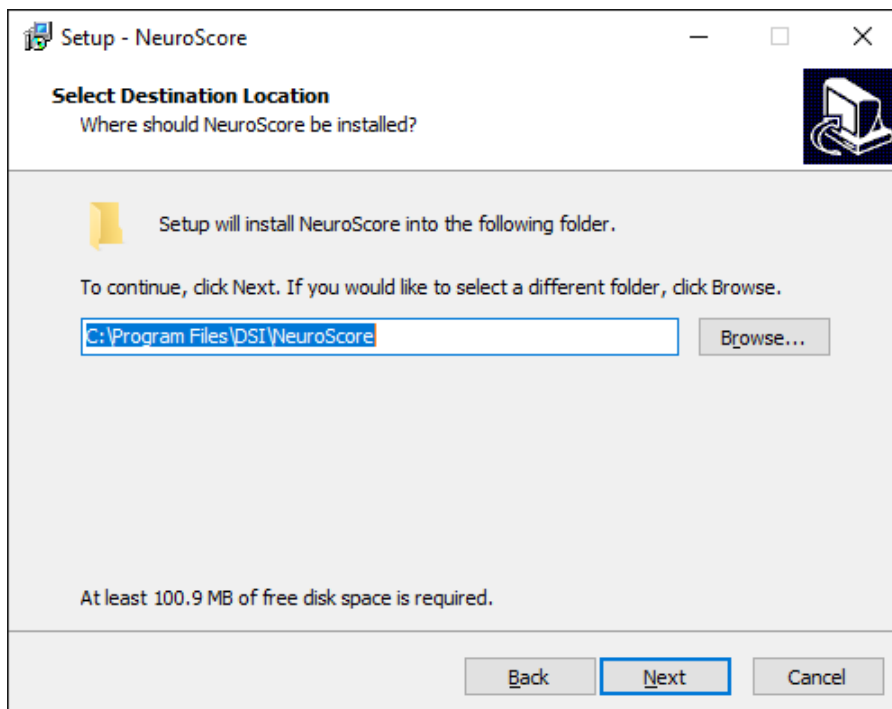 Setup - NeuroScore
Select Destination Location
Where should NeuroScore be installed?
Setup will install NeuroScore into the following folder.
To continue, click Next. If you would like to select a different folder, click Browse.
C:\Program Files\DSI\NeuroScore
Browse...
At least 100.9 MB of free disk space is required.
Back Next Cancel